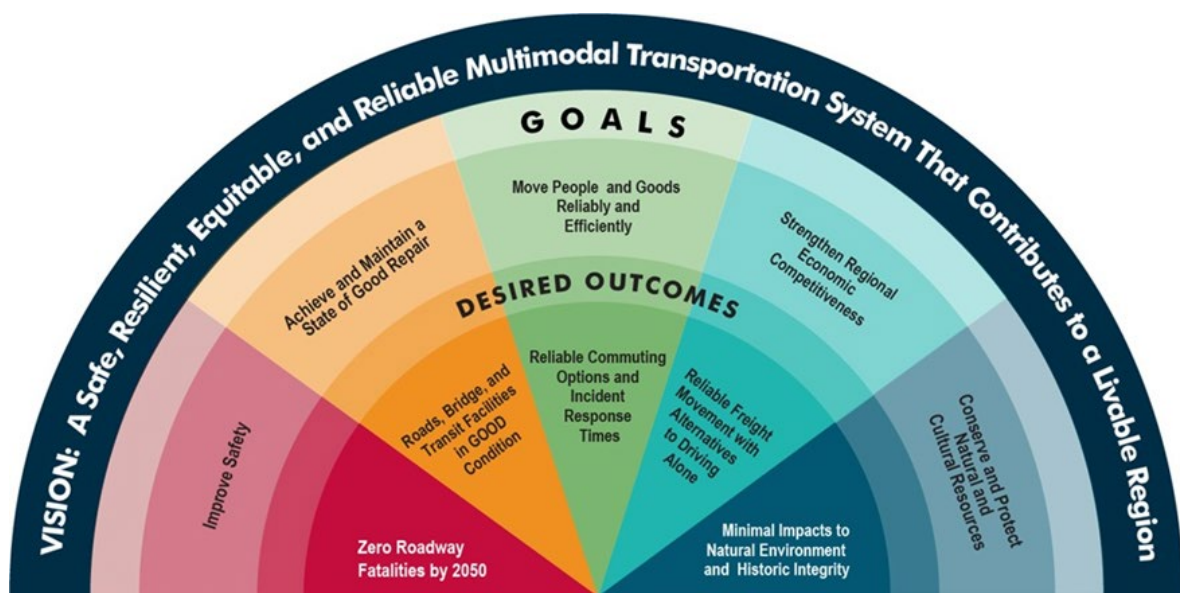 VISION: A Safe, Resilient, Equitable, and Reliable Multimodal Transportation System That Contributes to a Livable Region
GOALS
Improve Safety
Achieve and Maintain a
State of Good Repair
Move People and Goods
Reliably and
Efficiently
Strengthen Regional
Economic
Competitiveness
Conserve and Protect
Natural and
Cultural Resources
DESIRED OUTCOMES
Zero Roadway
Fatalities by 2050
Roads, Bridge, and
Transit Facilities
in GOOD
Condition
Reliable Commuting
Options and
Incident
Response
Times
Reliable Freight
Movement with
Alternatives
to Driving
Alone
Minimal Impacts to
Natural Environment
and Historic Integrity